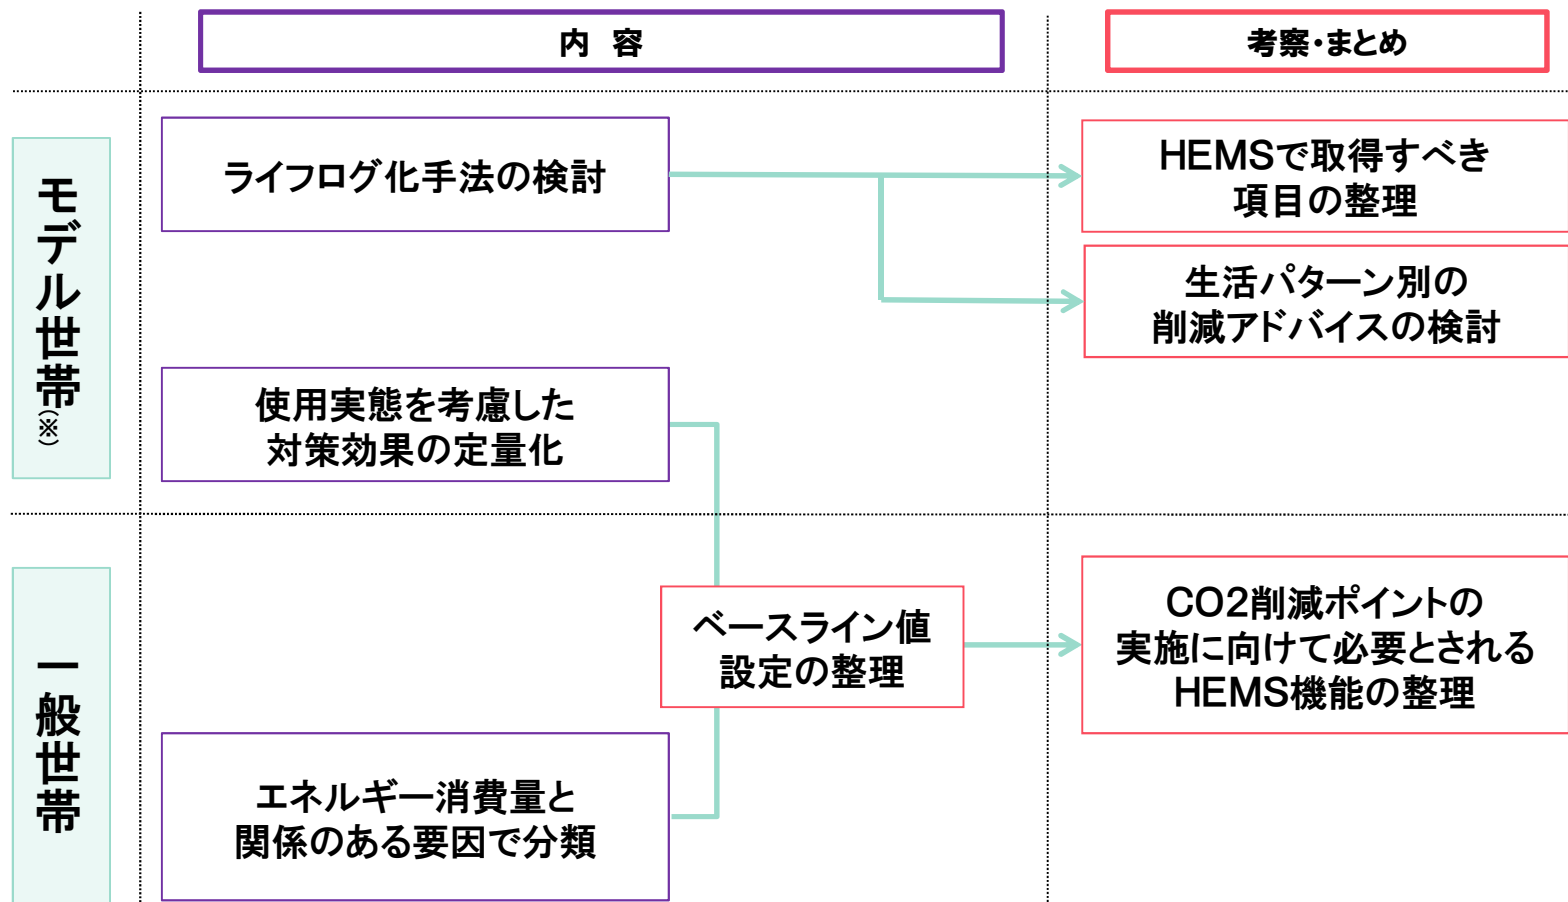 内 容
考察・まとめ
モデル世帯(※)
ライフログ化手法の検討
HEMSで取得すべき
項目の整理
生活パターン別の
削減アドバイスの検討
使用実態を考慮した
対策効果の定量化
一般世帯
ベースライン値
設定の整理
CO2削減ポイントの
実施に向けて必要とされる
HEMS機能の整理
エネルギー消費量と
関係のある要因で分類